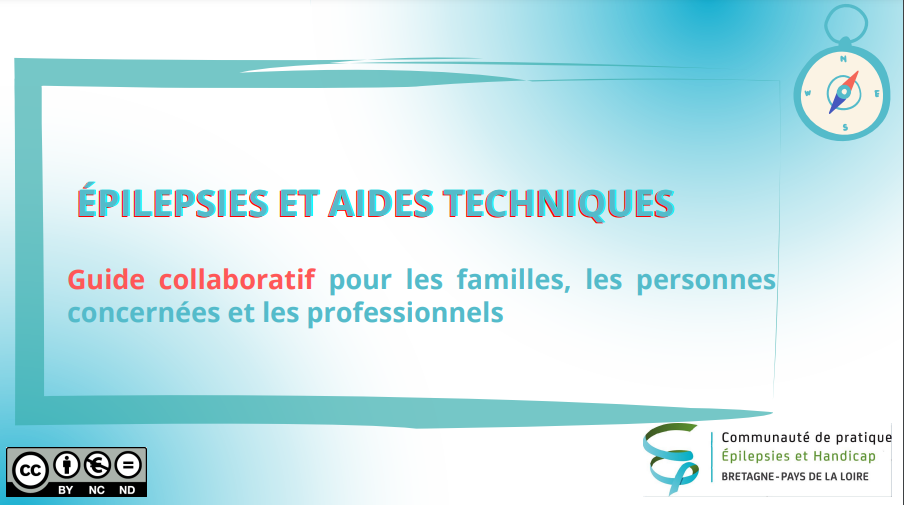 N
W
E
S
ÉPILEPSIES ET AIDES TECHNIQUES
Guide collaboratif pour les familles, les personnes
concernées et les professionnels
cc
BY NC ND
Communauté de pratique
Épilepsies et Handicap
BRETAGNE-PAYS DE LA LOIRE